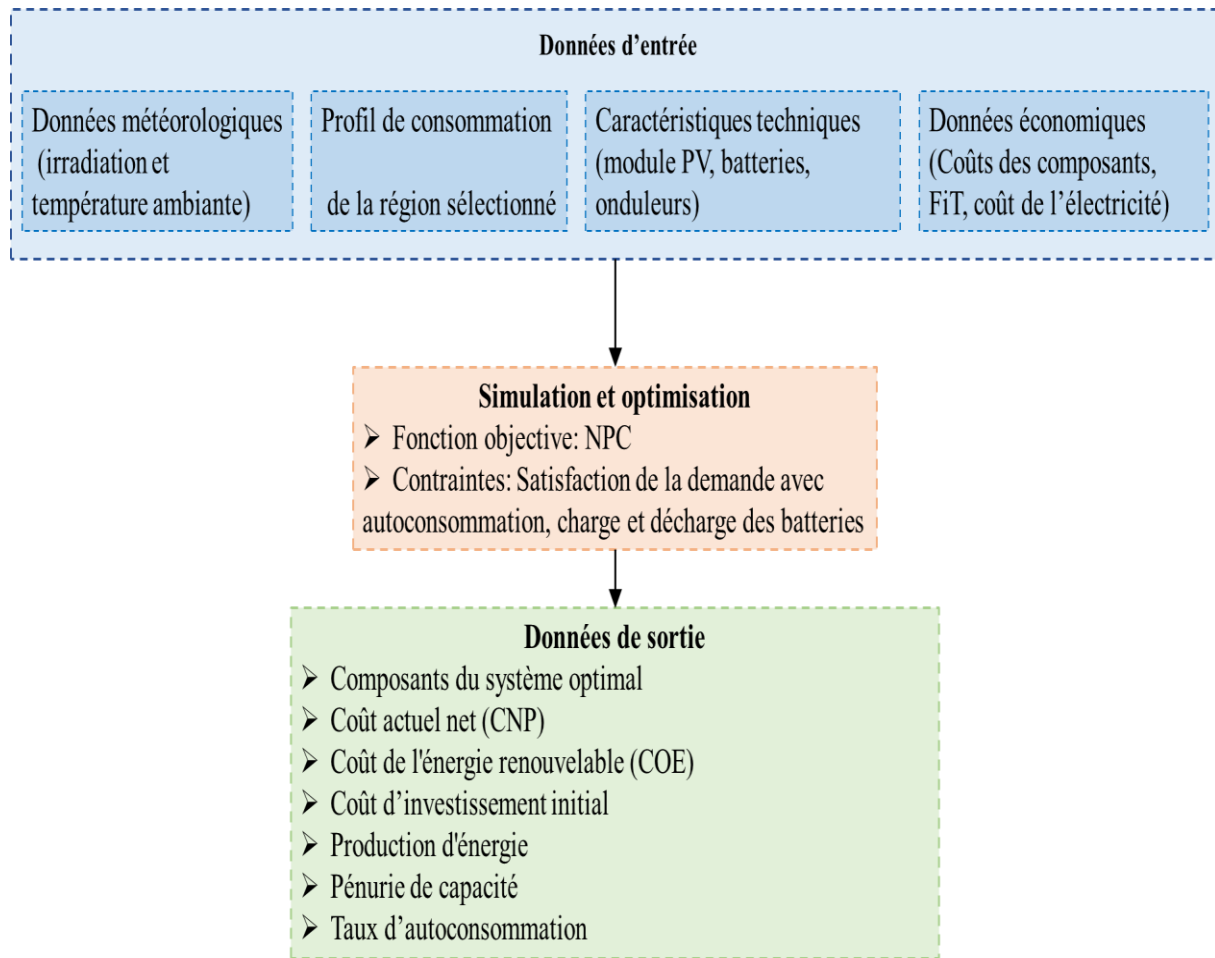 Données d’entrée
Données météorologiques
(irradiation et
température ambiante)
Profil de consommation
de la région sélectionné
Caractéristiques techniques
(module PV, batteries,
onduleurs)
Données économiques
(Coûts des composants,
FiT, coût de l’électricité)
Simulation et optimisation
➢ Fonction objective: NPC
➢ Contraintes: Satisfaction de la demande avec
autoconsommation, charge et décharge des batteries
Données de sortie
➢ Composants du système optimal
➢ Coût actuel net (CNP)
➢ Coût de l'énergie renouvelable (COE)
➢ Coût d’investissement initial
➢ Production d'énergie
➢ Pénurie de capacité
➢ Taux d’autoconsommation